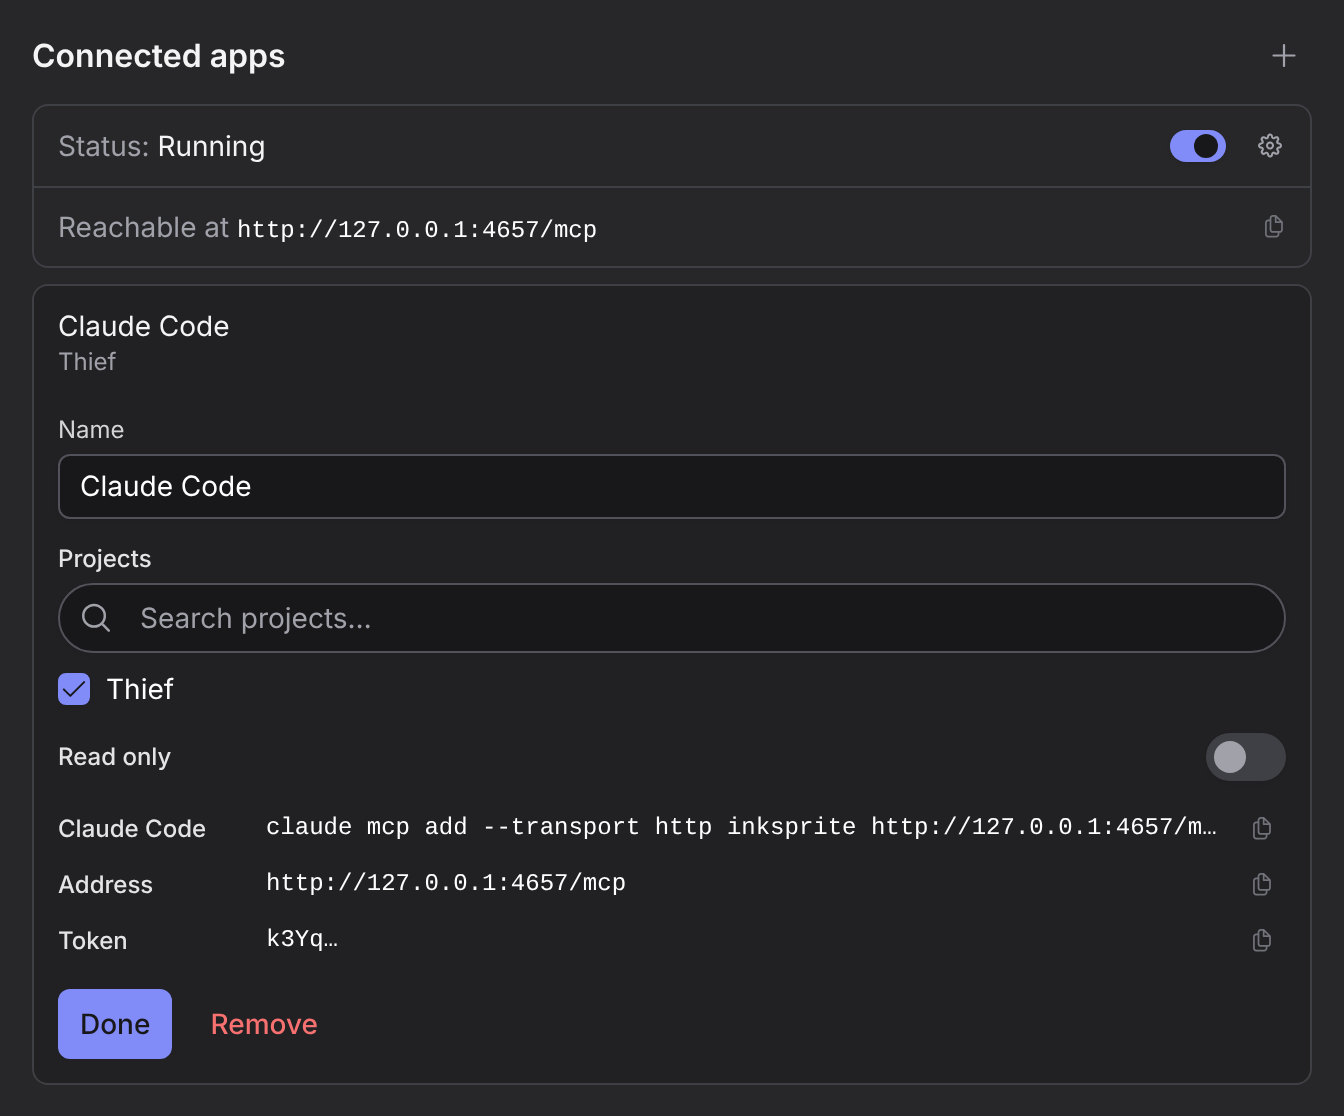 Connected apps
Status: Running
Reachable at http://127.0.0.1:4657/mcp
Claude Code
Thief
Name
Claude Code
Projects
Search projects...
Thief
Read only
Claude Code claude mcp add --transport http inksprite http://127.0.0.1:4657/m…
Address http://127.0.0.1:4657/mcp
Token k3Yq…
Done Remove